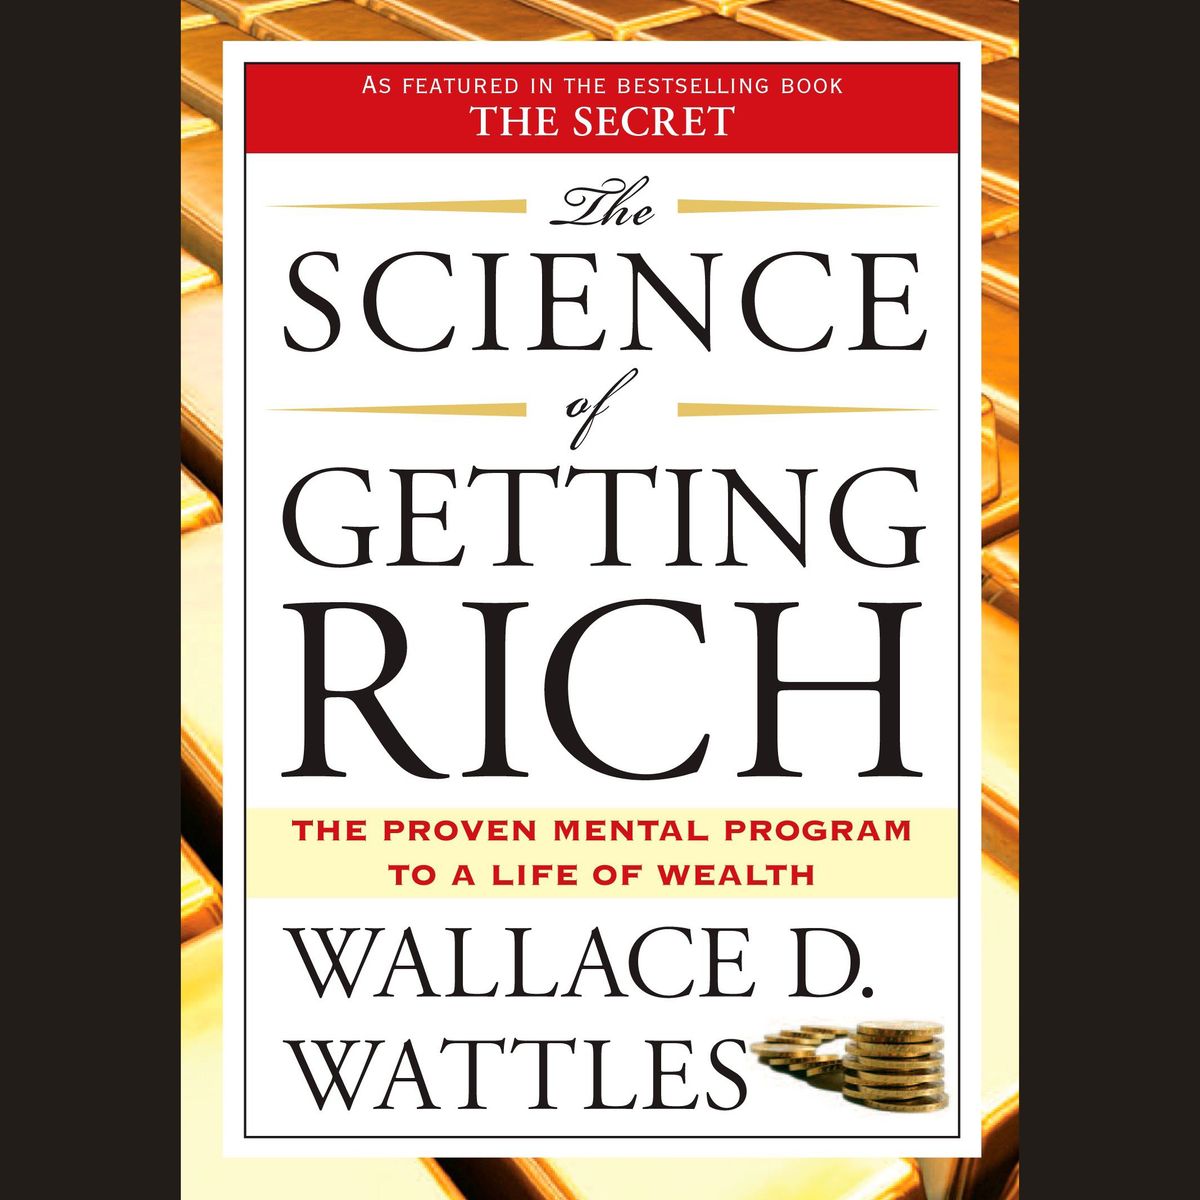 As featured in the bestselling book
THE SECRET
The
SCIENCE
of
GETTING
RICH
THE PROVEN MENTAL PROGRAM
TO A LIFE OF WEALTH
WALLACE D.
WATTLES